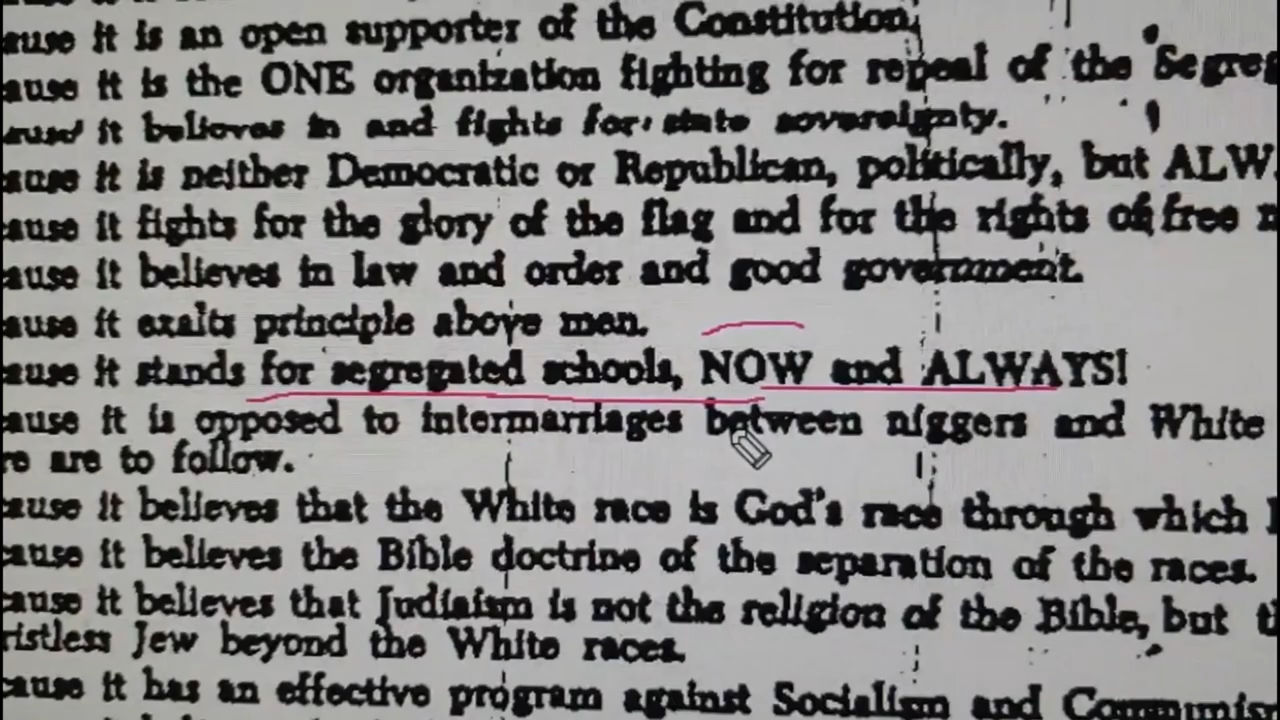 ause it is an open supporter of the Constitution,
ause it is the ONE organization fighting for repeal of the Segreg
ause it believes in and fights for state sovereignty.
ause it is neither Democratic or Republican, politically, but ALW
ause it fights for the glory of the flag and for the rights of free
ause it believes in law and order and good government.
ause it exalts principle above men.
ause it stands for segregated schools, NOW and ALWAYS!
ause it is opposed to intermarriages between niggers and White
re are to follow.
cause it believes that the White race is God's race through which
cause it believes the Bible doctrine of the separation of the races.
cause it believes that Judiaism is not the religion of the Bible, but
ristless Jew beyond the White races.
cause it has an effective program against Socialism and Communis